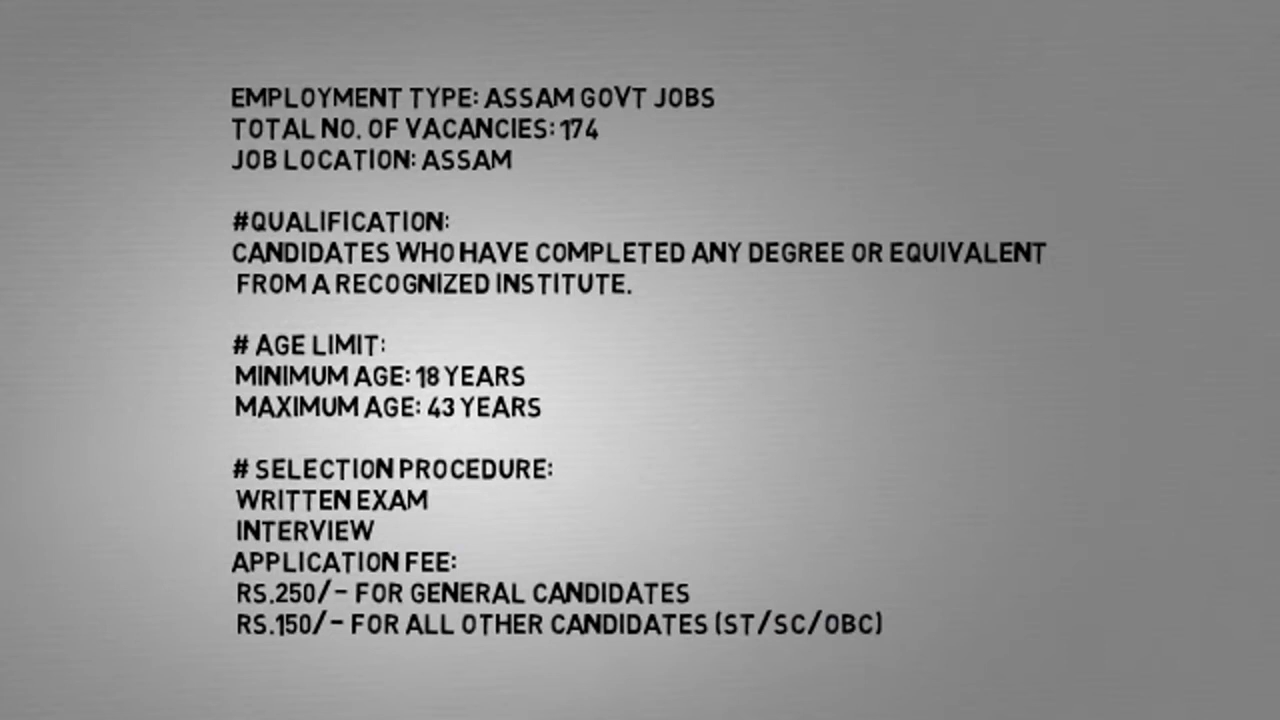 EMPLOYMENT TYPE: ASSAM GOVT JOBS
TOTAL NO. OF VACANCIES: 174
JOB LOCATION: ASSAM
#QUALIFICATION:
CANDIDATES WHO HAVE COMPLETED ANY DEGREE OR EQUIVALENT
FROM A RECOGNIZED INSTITUTE.
# AGE LIMIT:
MINIMUM AGE: 18 YEARS
MAXIMUM AGE: 43 YEARS
# SELECTION PROCEDURE:
WRITTEN EXAM
INTERVIEW
APPLICATION FEE:
RS.250/- FOR GENERAL CANDIDATES
RS.150/- FOR ALL OTHER CANDIDATES (ST/SC/OBC)